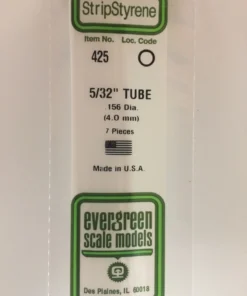 StripStyrene
Item No. Loc. Code
425
5/32" TUBE
.156 Dia
(4.0 mm)
7 Pieces
Made in U.S.A.
evergreen
scale models
Des Plaines, IL 60018